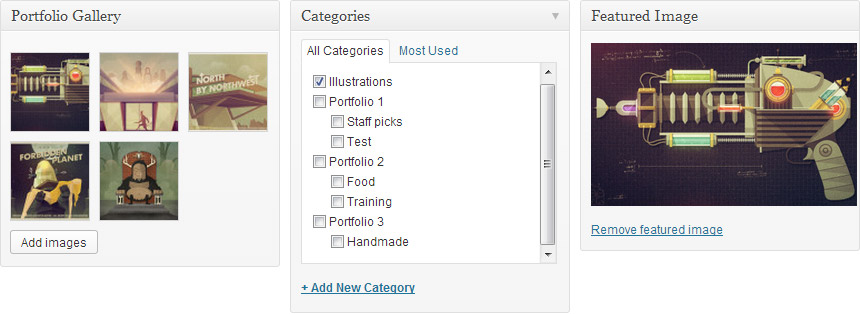 Portfolio Gallery
NORTH
BY NORTHWEST
FORBIDDEN
PLANET
Add images
Categories
All Categories
Most Used
Illustrations
Portfolio 1
Staff picks
Test
Portfolio 2
Food
Training
Portfolio 3
Handmade
+ Add New Category
Featured Image
Remove featured image